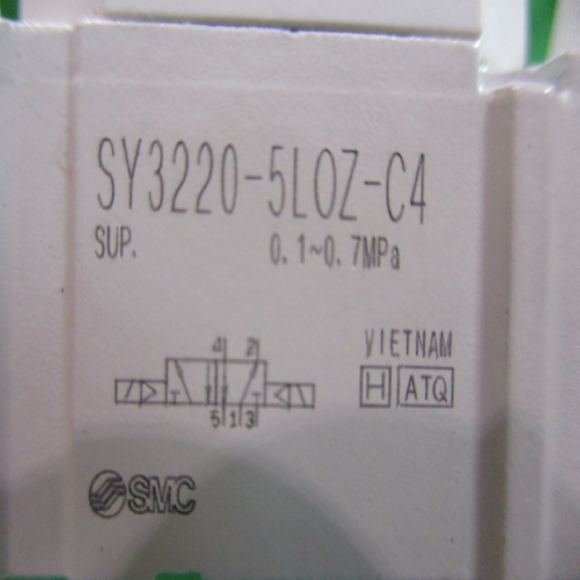 SY3220-5LOZ-C4
SUP. 0.1~0.7MPa
4 2
5 1 3
VIETNAM
H ATQ
SMC